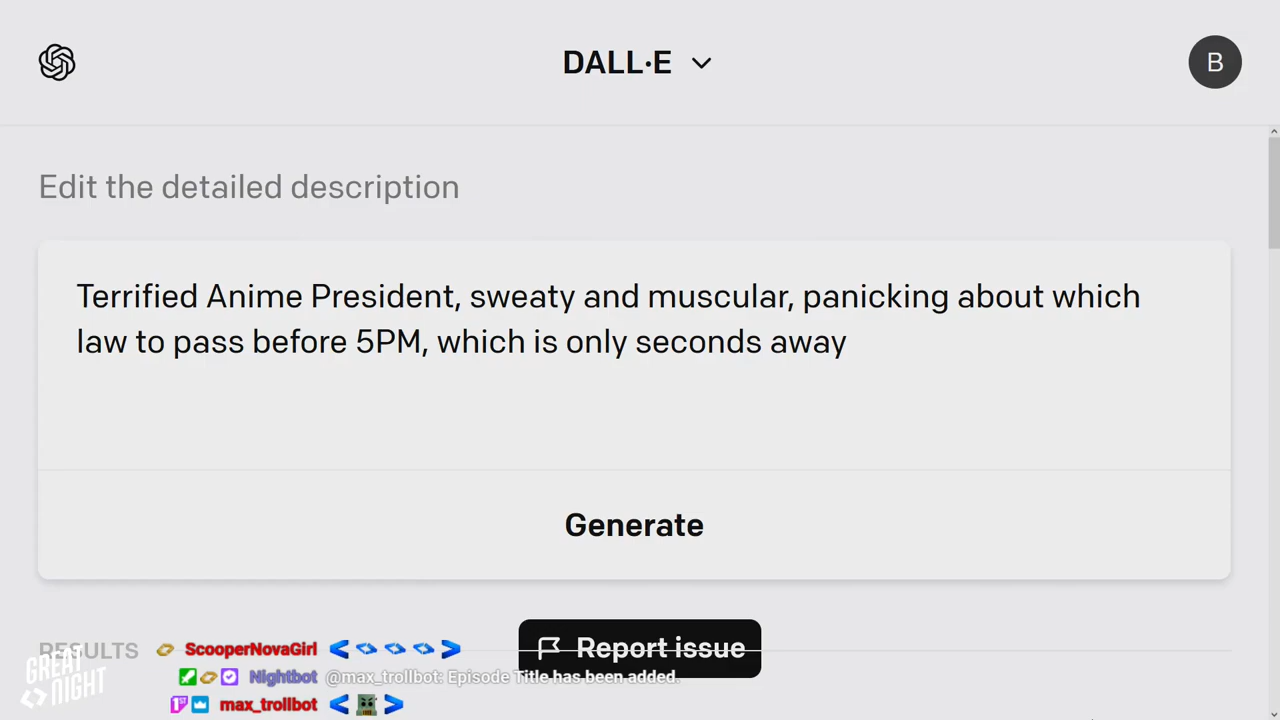 DALL·E
B
Edit the detailed description
Terrified Anime President, sweaty and muscular, panicking about which
law to pass before 5PM, which is only seconds away
Generate
Report issue
RESULTS
ScooperNovaGirl
Nightbot @max_trollbot: Episode Title has been added.
max_trollbot
GREAT
NIGHT